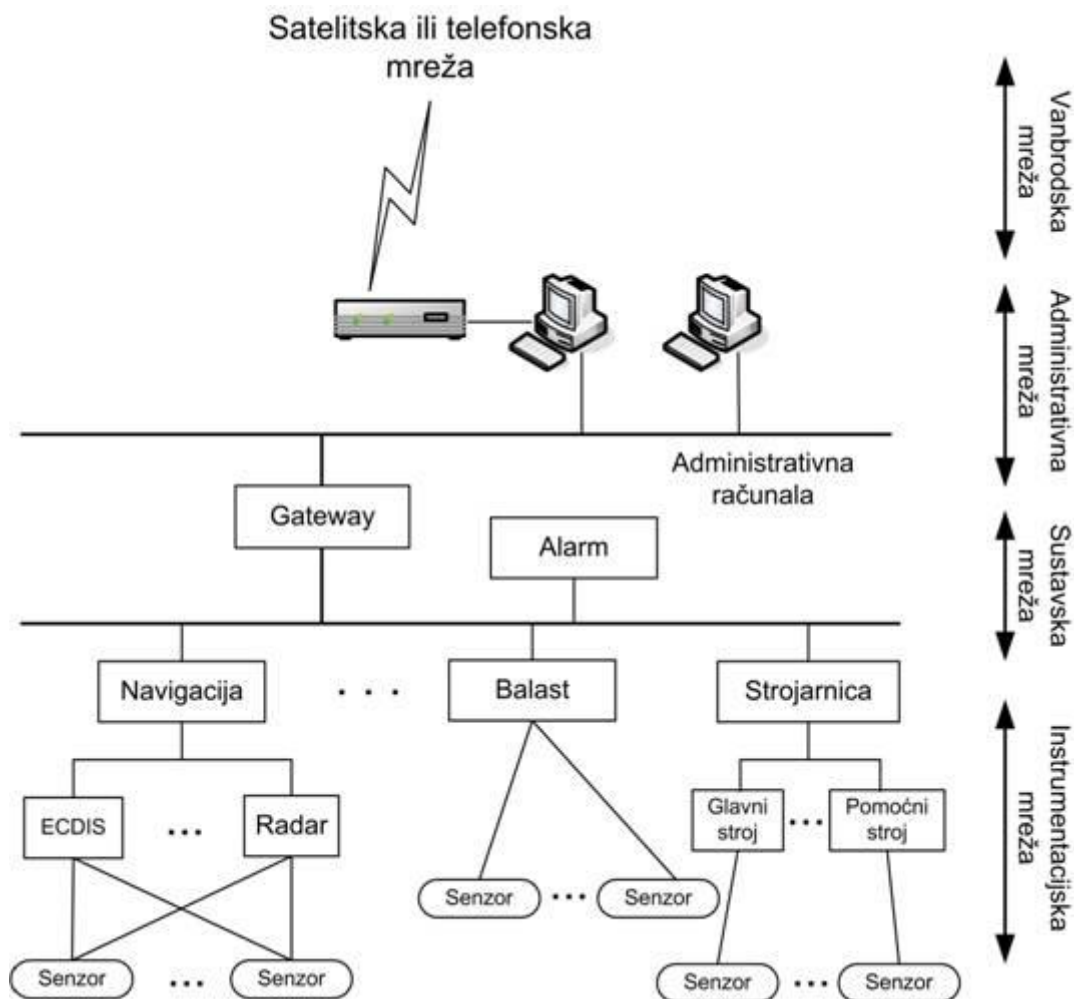 Satelitska ili telefonska
mreža
Vanbrodska
mreža
Administrativna
mreža
Administrativna
računala
Gateway
Alarm
Sustavska
mreža
Navigacija
. . .
Balast
Strojarnica
Instrumentacijska
mreža
ECDIS
...
Radar
Glavni
stroj
...
Pomoćni
stroj
Senzor
...
Senzor
Senzor
...
Senzor
Senzor
...
Senzor